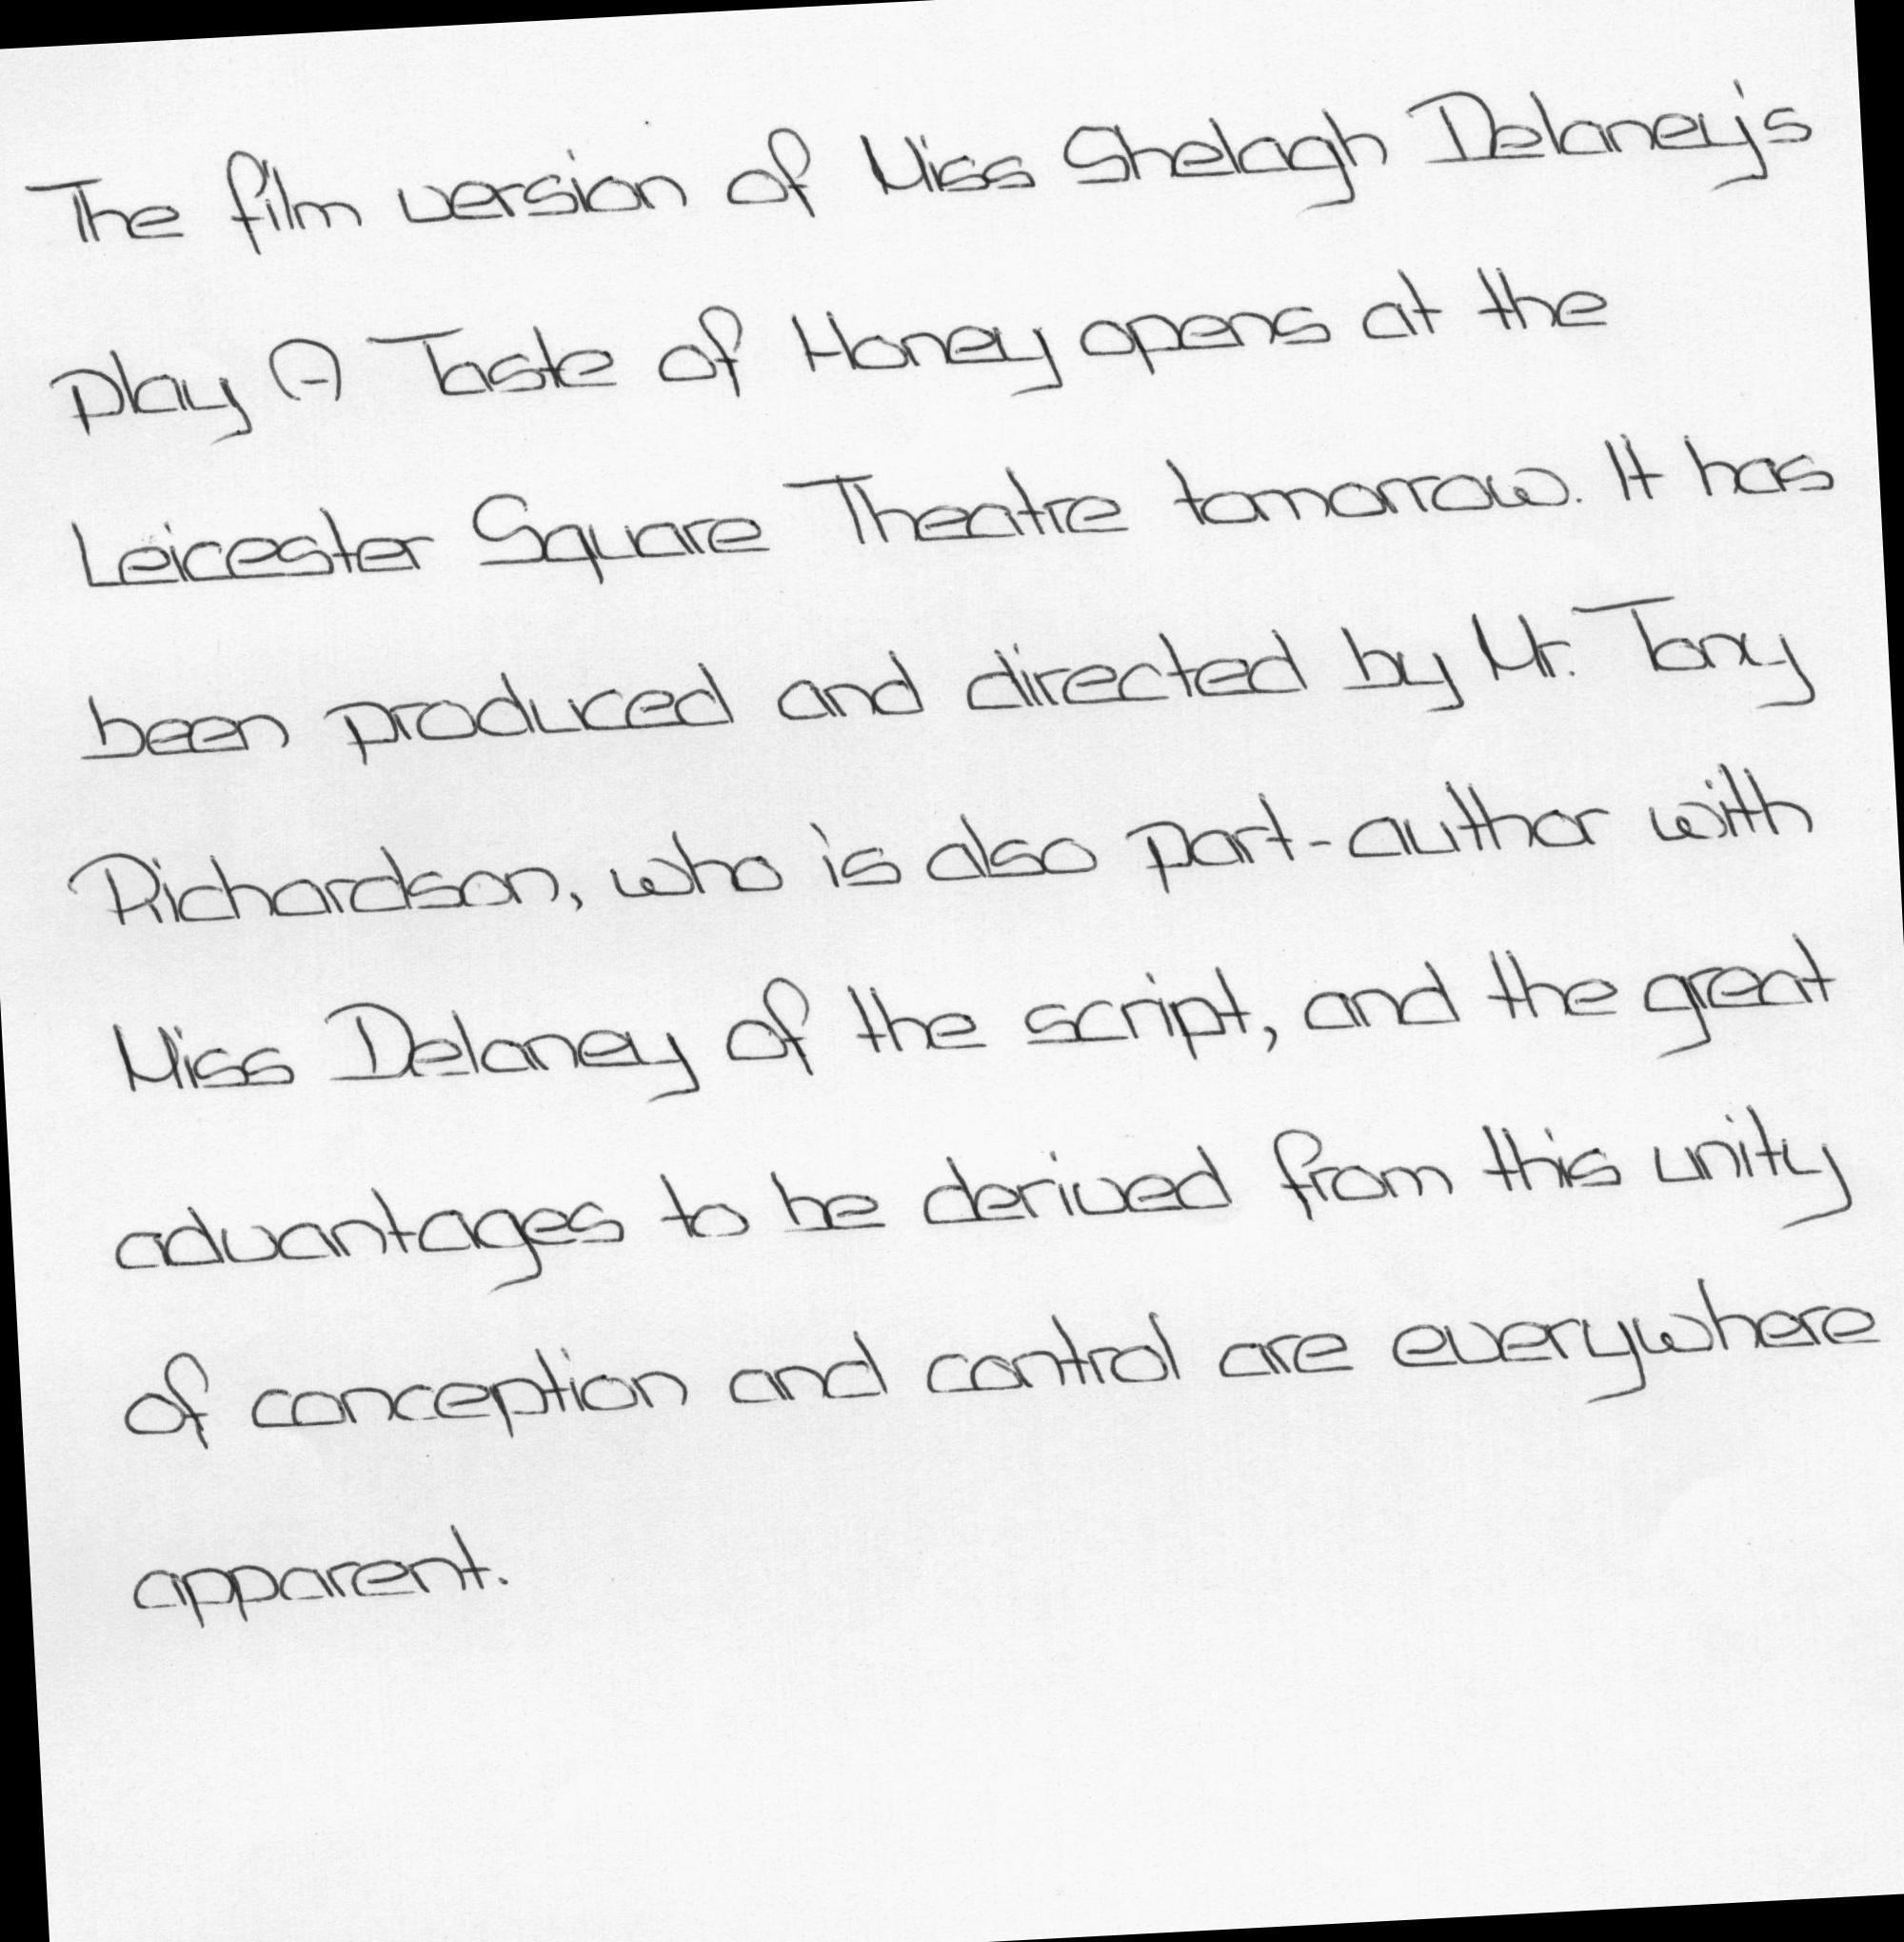 The film version of Miss Shelagh Delaney's
play A Taste of Honey opens at the
Leicester Square Theatre tomorrow. It has
been produced and directed by Mr. Tony
Richardson, who is also part-author with
Miss Delaney of the script, and the great
advantages to be derived from this unity
of conception and control are everywhere
apparent.